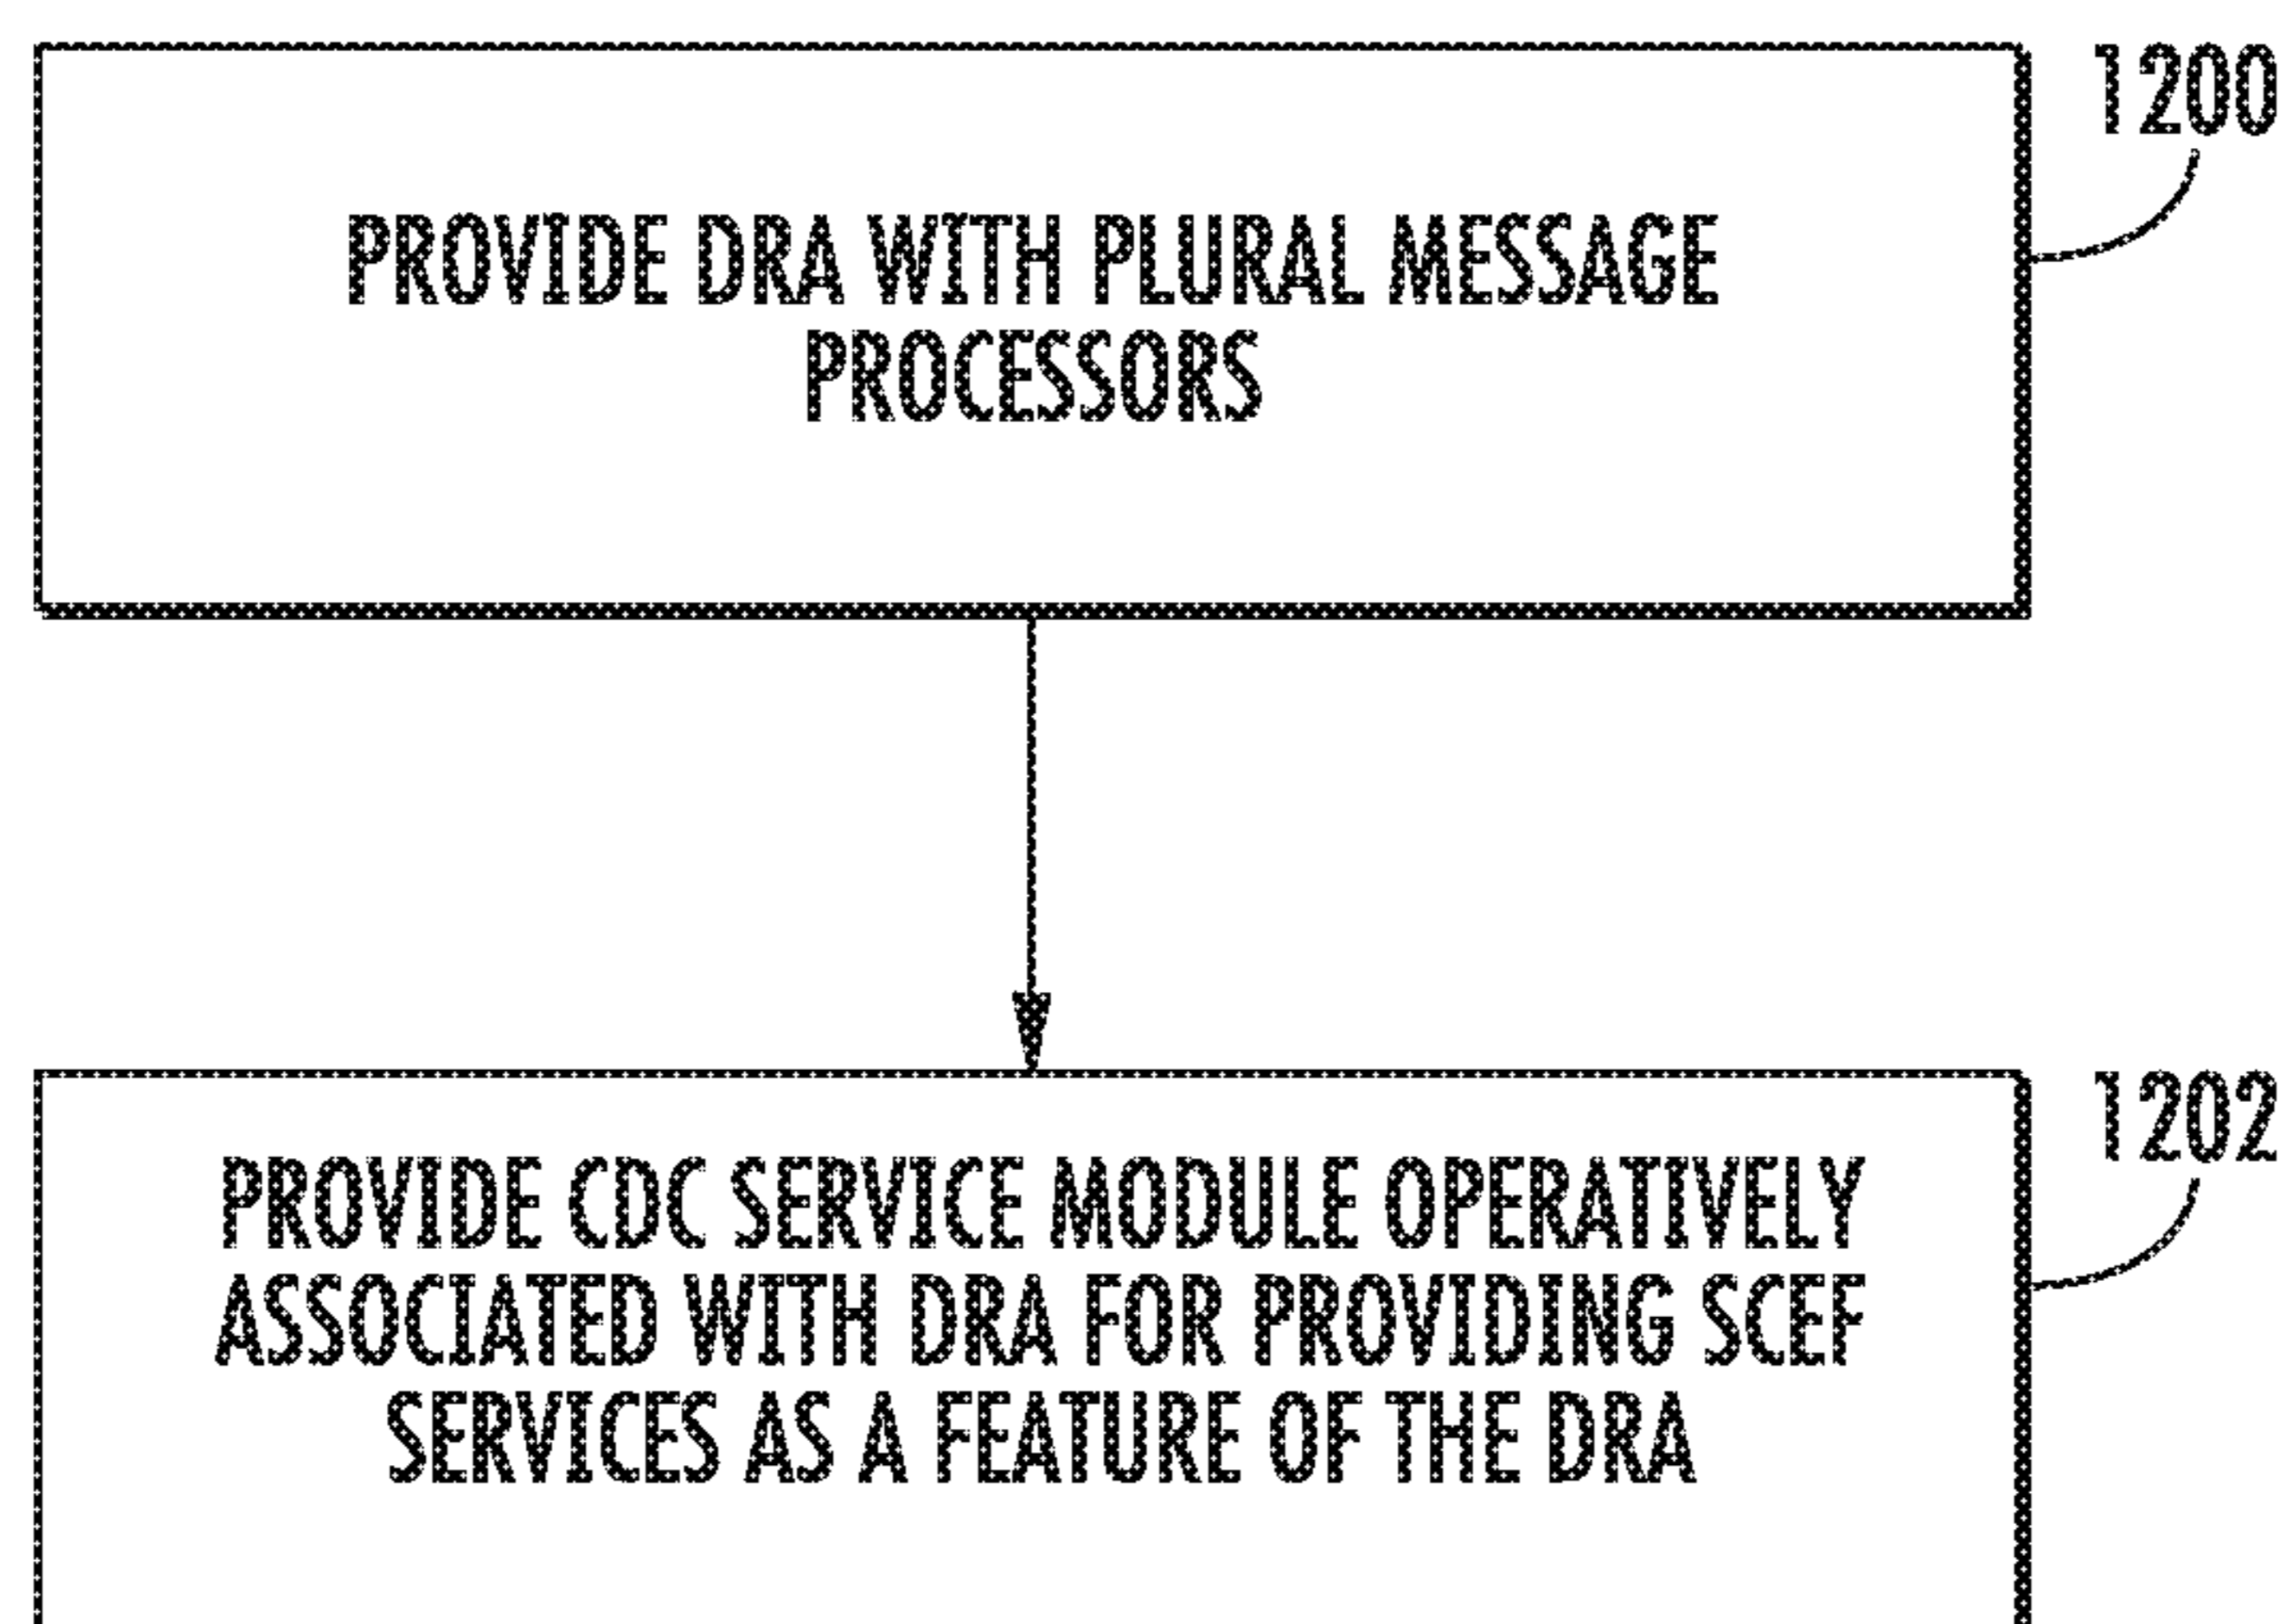 1200
PROVIDE DRA WITH PLURAL MESSAGE
PROCESSORS
1202
PROVIDE CDC SERVICE MODULE OPERATIVELY
ASSOCIATED WITH DRA FOR PROVIDING SCEF
SERVICES AS A FEATURE OF THE DRA